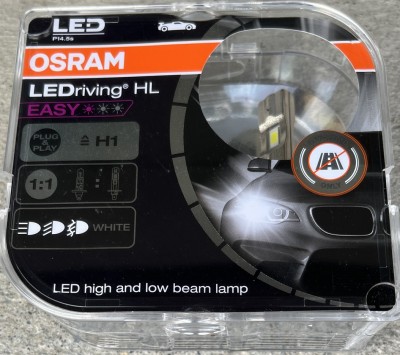 LED
P14.5s
OSRAM
LEDriving® HL
EASY
PLUG
&
PLAY
≙ H1
1:1
WHITE
LED high and low beam lamp